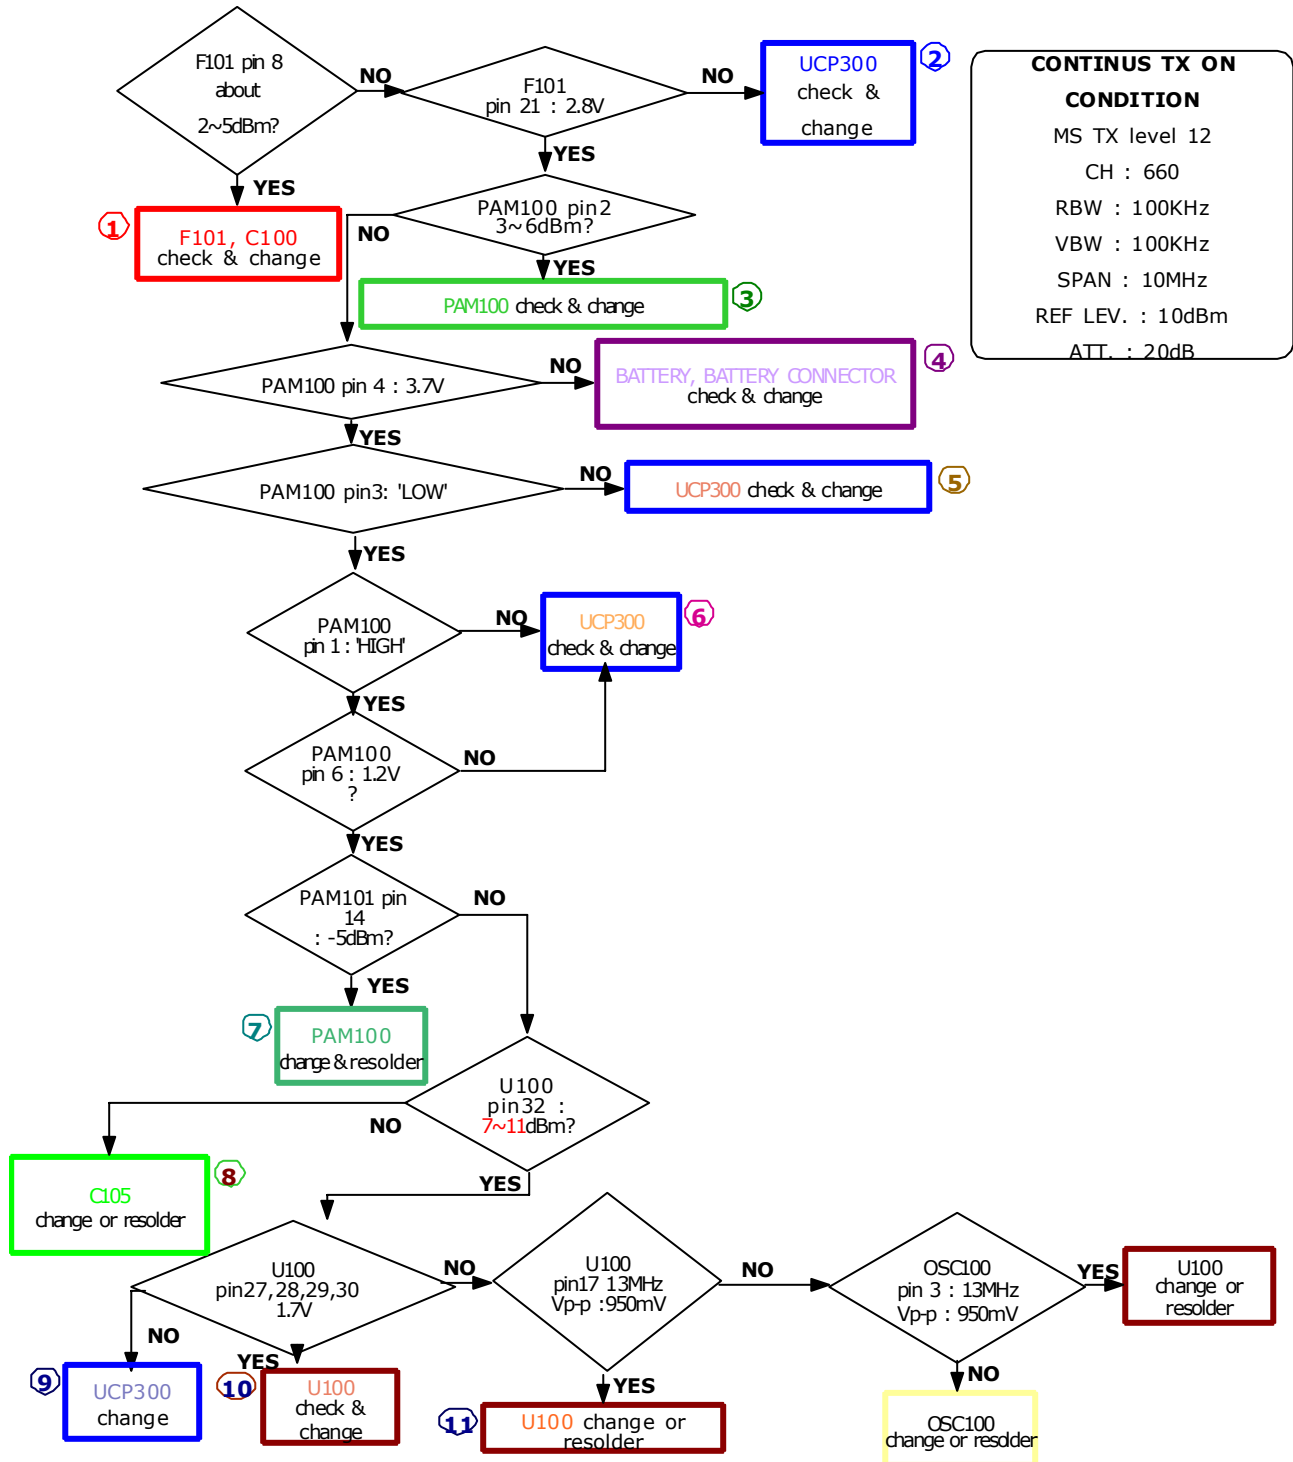 F101 pin 8
about
2~5dBm?
NO
F101
pin 21 : 2.8V
NO
UCP300
check &
change
2
CONTINUS TX ON
CONDITION
MS TX level 12
CH : 660
RBW : 100KHz
VBW : 100KHz
SPAN : 10MHz
REF LEV. : 10dBm
ATT. : 20dB
YES
YES
1
F101, C100
check & change
PAM100 pin2
3~6dBm?
NO
YES
PAM100 check & change
3
PAM100 pin 4 : 3.7V
NO
BATTERY, BATTERY CONNECTOR
check & change
4
YES
PAM100 pin3: 'LOW'
NO
UCP300 check & change
5
YES
PAM100
pin 1 : 'HIGH'
NO
UCP300
check & change
6
YES
PAM100
pin 6 : 1.2V
?
NO
YES
PAM101 pin
14
: -5dBm?
NO
YES
7
PAM100
change & resolder
U100
pin32 :
7~11dBm?
NO
YES
8
C105
change or resolder
U100
pin27,28,29,30
1.7V
NO
U100
pin17 13MHz
Vp-p : 950mV
NO
OSC100
pin 3 : 13MHz
Vp-p : 950mV
YES
U100
change or
resolder
NO
YES
YES
NO
9
UCP300
change
10
U100
check &
change
11
U100 change or
resolder
OSC100
change or resolder